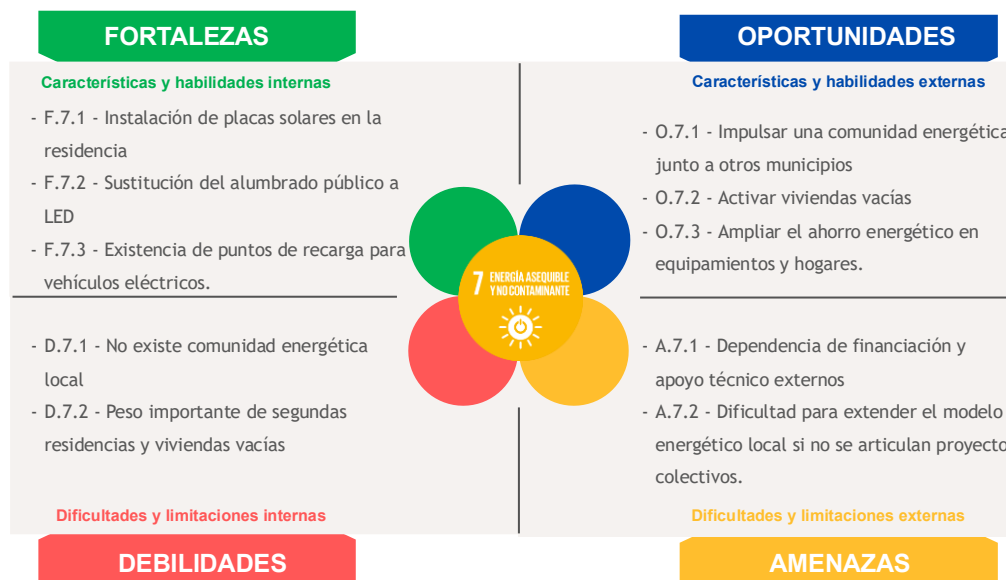 FORTALEZAS
Características y habilidades internas
- F.7.1 - Instalación de placas solares en la
residencia
- F.7.2 - Sustitución del alumbrado público a
LED
- F.7.3 - Existencia de puntos de recarga para
vehículos eléctricos.
OPORTUNIDADES
Características y habilidades externas
- O.7.1 - Impulsar una comunidad energética
junto a otros municipios
- O.7.2 - Activar viviendas vacías
- O.7.3 - Ampliar el ahorro energético en
equipamientos y hogares.
7 ENERGÍA ASEQUIBLE
Y NO CONTAMINANTE
- D.7.1 - No existe comunidad energética
local
- D.7.2 - Peso importante de segundas
residencias y viviendas vacías
Dificultades y limitaciones internas
DEBILIDADES
- A.7.1 - Dependencia de financiación y
apoyo técnico externos
- A.7.2 - Dificultad para extender el modelo
energético local si no se articulan proyecto
colectivos.
Dificultades y limitaciones externas
AMENAZAS